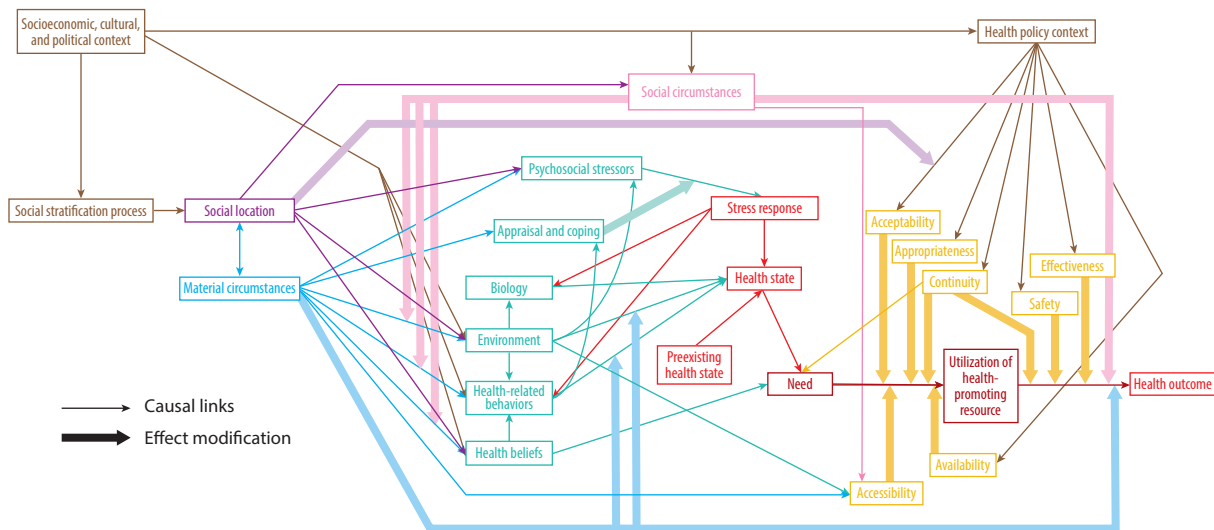 Socioeconomic, cultural,
and political context
Health policy context
Social circumstances
Psychosocial stressors
Social stratification process
Social location
Stress response
Acceptability
Appraisal and coping
Appropriateness
Effectiveness
Material circumstances
Biology
Health state
Continuity
Safety
Environment
Preexisting
health state
Utilization of
health-
promoting
resource
Need
Health outcome
Health-related
behaviors
Causal links
Effect modification
Health beliefs
Availability
Accessibility